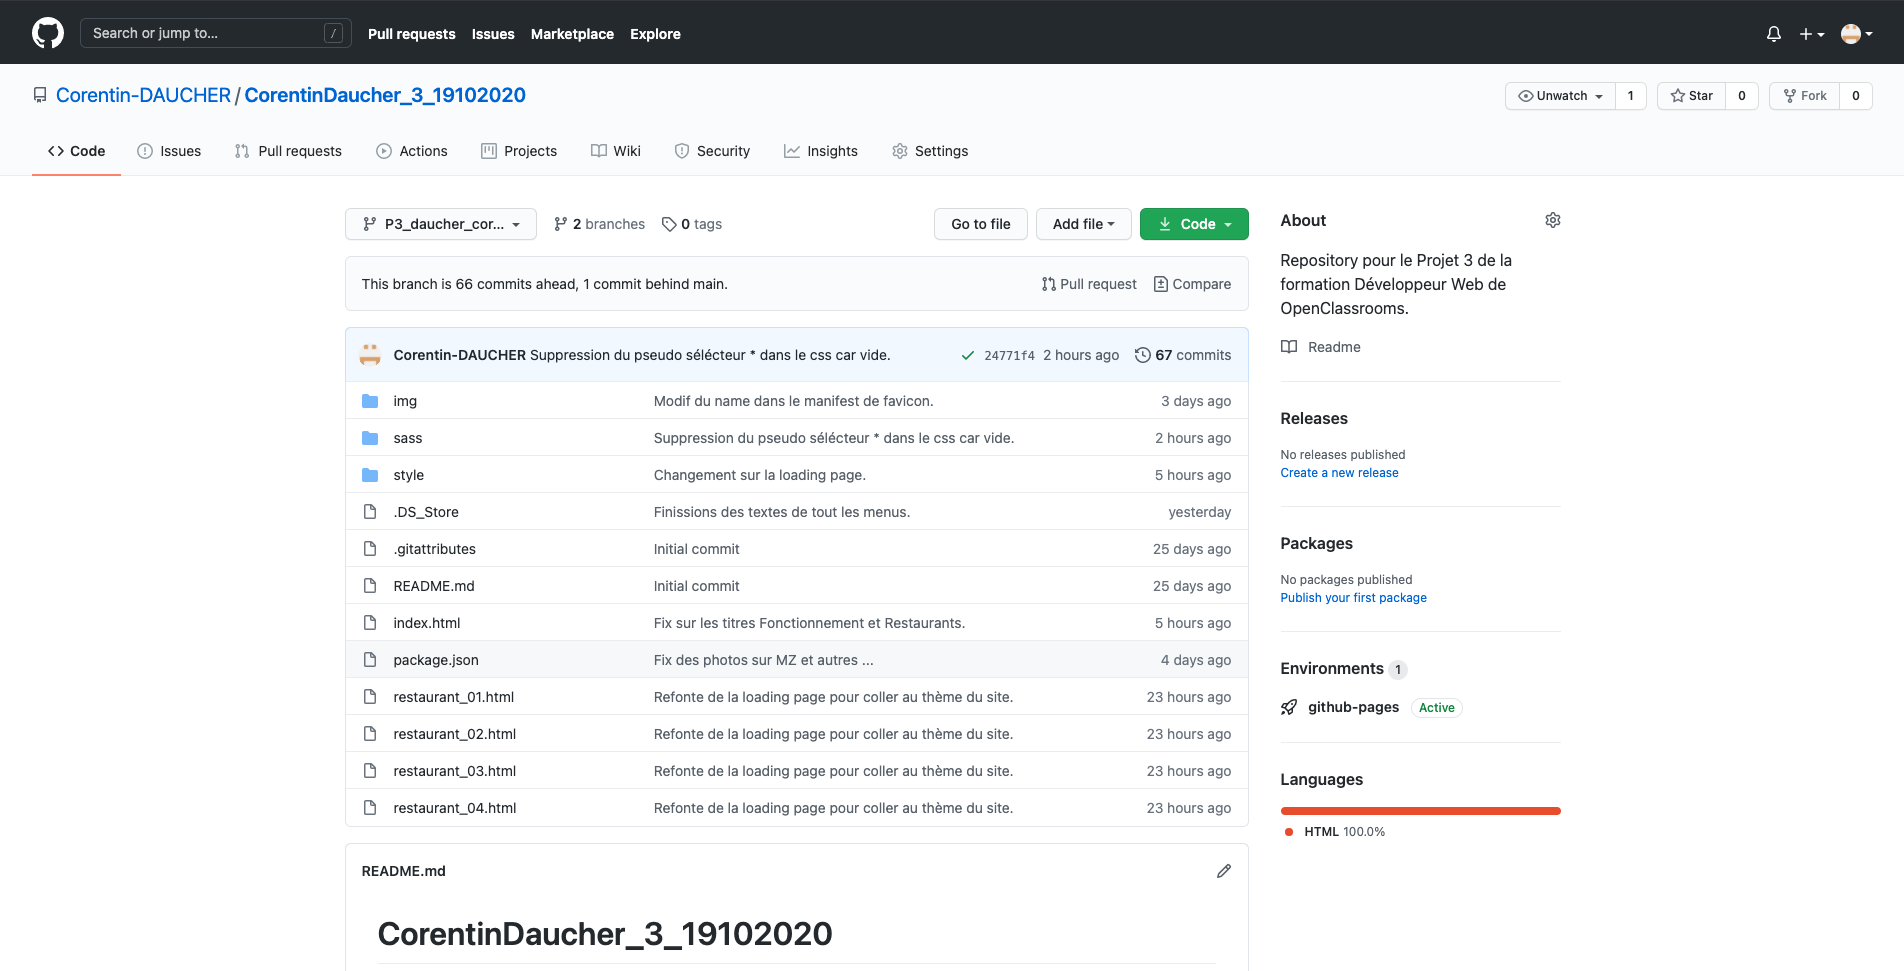 Search or jump to... /
Pull requests Issues Marketplace Explore
Corentin-DAUCHER / CorentinDaucher_3_19102020
Unwatch 1 Star 0 Fork 0
Code Issues Pull requests Actions Projects Wiki Security Insights Settings
P3_daucher_cor... 2 branches 0 tags Go to file Add file Code
This branch is 66 commits ahead, 1 commit behind main. Pull request Compare
Corentin-DAUCHER Suppression du pseudo sélécteur * dans le css car vide. 24771f4 2 hours ago 67 commits
img Modif du name dans le manifest de favicon. 3 days ago
sass Suppression du pseudo sélécteur * dans le css car vide. 2 hours ago
style Changement sur la loading page. 5 hours ago
.DS_Store Finissions des textes de tout les menus. yesterday
.gitattributes Initial commit 25 days ago
README.md Initial commit 25 days ago
index.html Fix sur les titres Fonctionnement et Restaurants. 5 hours ago
package.json Fix des photos sur MZ et autres ... 4 days ago
restaurant_01.html Refonte de la loading page pour coller au thème du site. 23 hours ago
restaurant_02.html Refonte de la loading page pour coller au thème du site. 23 hours ago
restaurant_03.html Refonte de la loading page pour coller au thème du site. 23 hours ago
restaurant_04.html Refonte de la loading page pour coller au thème du site. 23 hours ago
README.md
CorentinDaucher_3_19102020
About
Repository pour le Projet 3 de la
formation Développeur Web de
OpenClassrooms.
Readme
Releases
No releases published
Create a new release
Packages
No packages published
Publish your first package
Environments 1
github-pages Active
Languages
HTML 100.0%